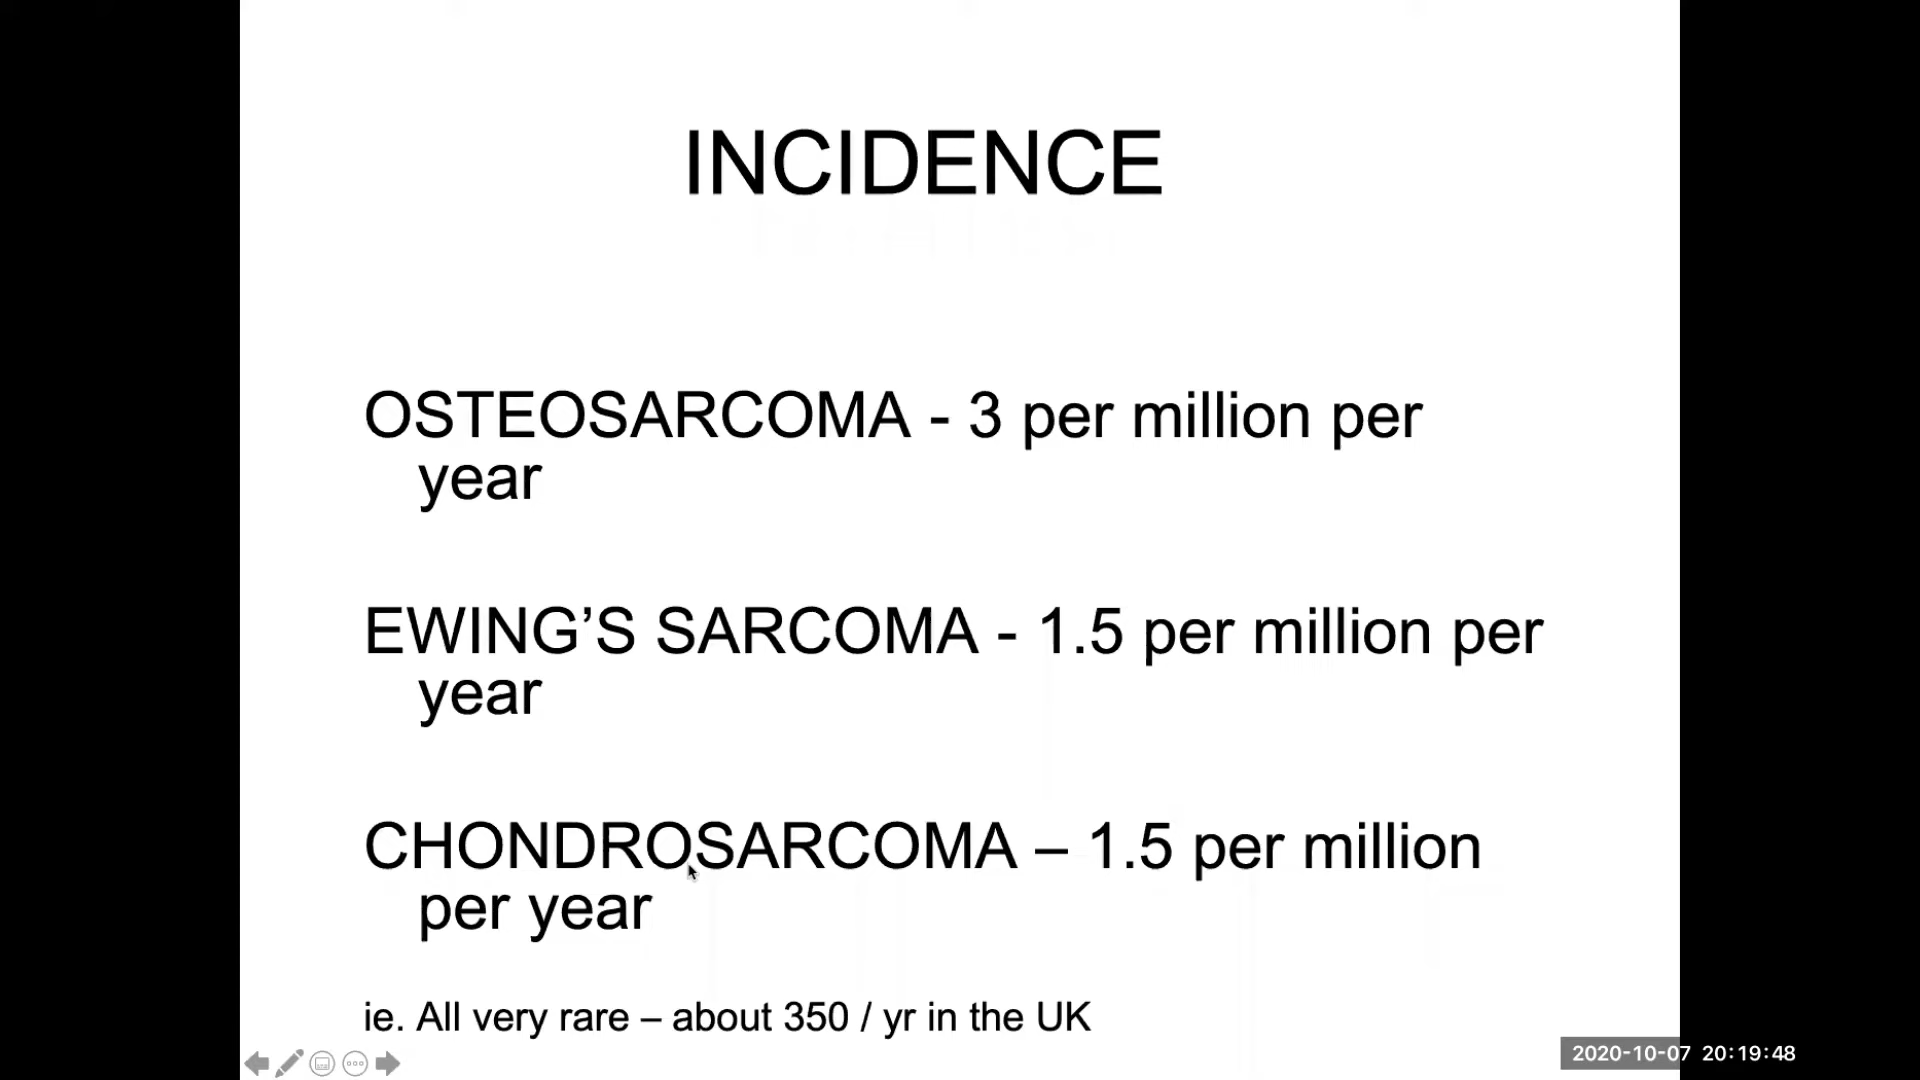 INCIDENCE
OSTEOSARCOMA - 3 per million per
year
EWING’S SARCOMA - 1.5 per million per
year
CHONDROSARCOMA – 1.5 per million
per year
ie. All very rare – about 350 / yr in the UK
2020-10-07 20:19:48